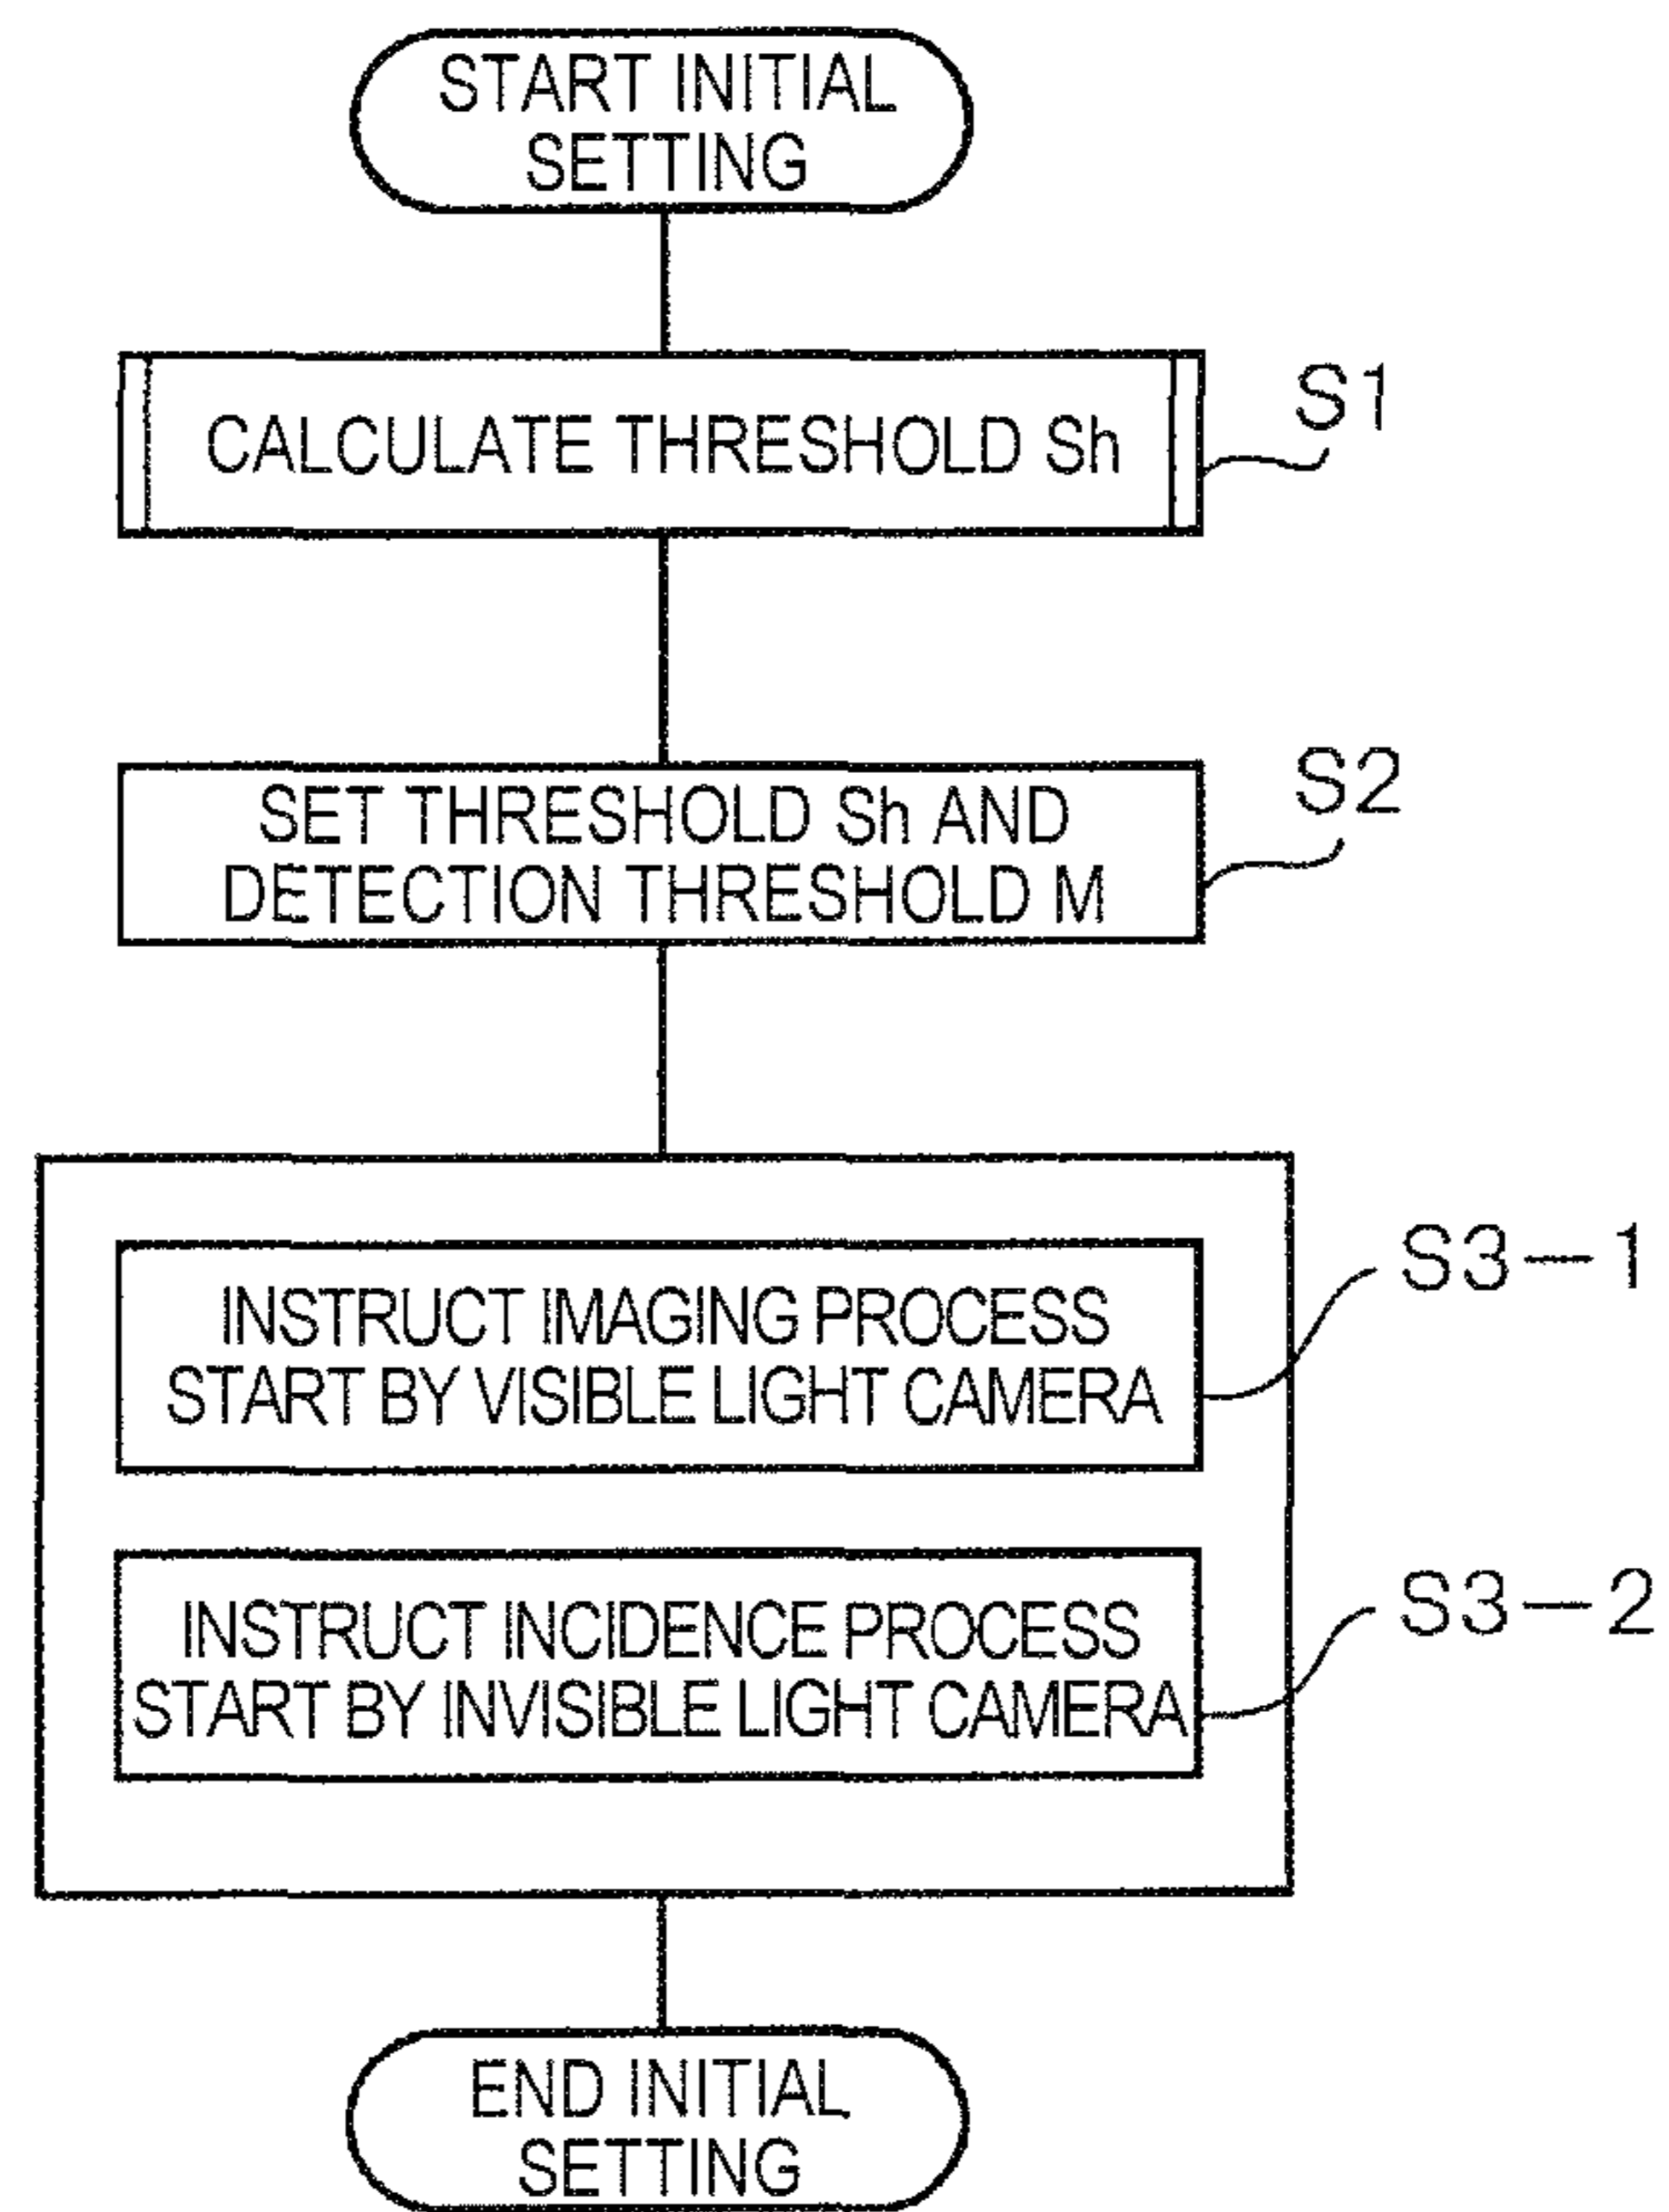 START INITIAL
SETTING
CALCULATE THRESHOLD Sh
S1
SET THRESHOLD Sh AND
DETECTION THRESHOLD M
S2
INSTRUCT IMAGING PROCESS
START BY VISIBLE LIGHT CAMERA
S3-1
INSTRUCT INCIDENCE PROCESS
START BY INVISIBLE LIGHT CAMERA
S3-2
END INITIAL
SETTING